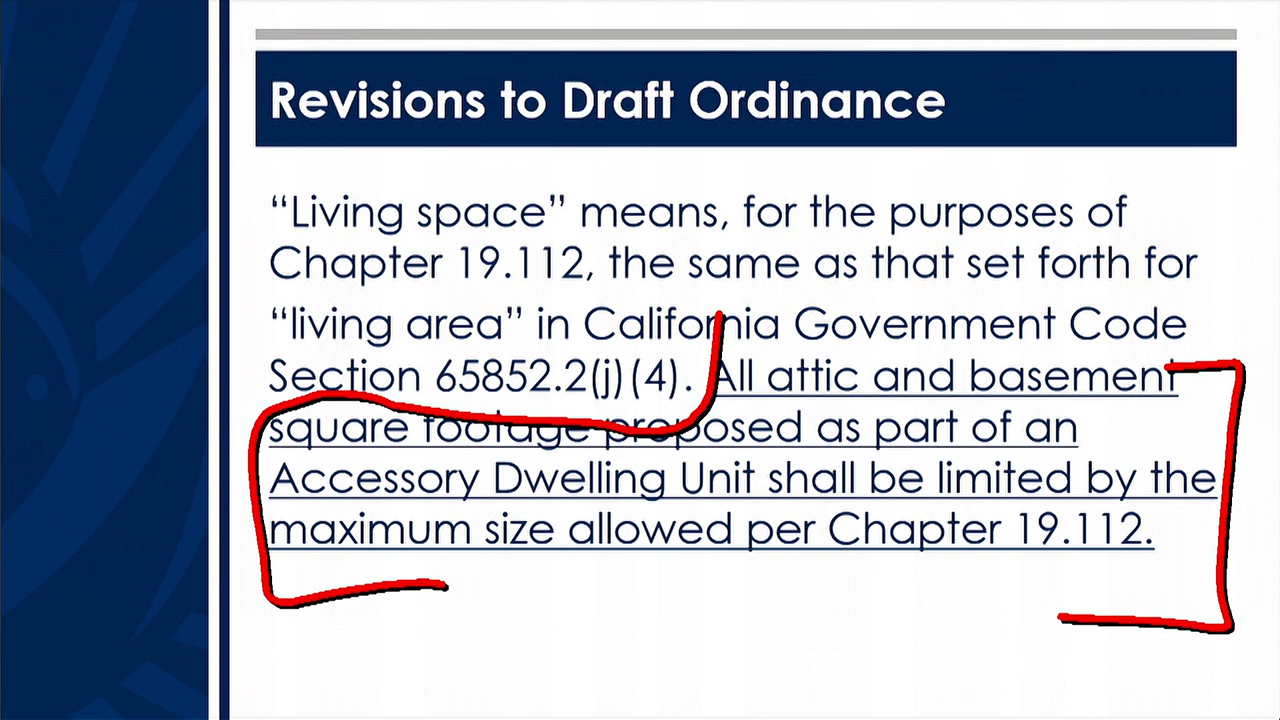 Revisions to Draft Ordinance
“Living space” means, for the purposes of
Chapter 19.112, the same as that set forth for
“living area” in California Government Code
Section 65852.2(j)(4). All attic and basement
square footage proposed as part of an
Accessory Dwelling Unit shall be limited by the
maximum size allowed per Chapter 19.112.